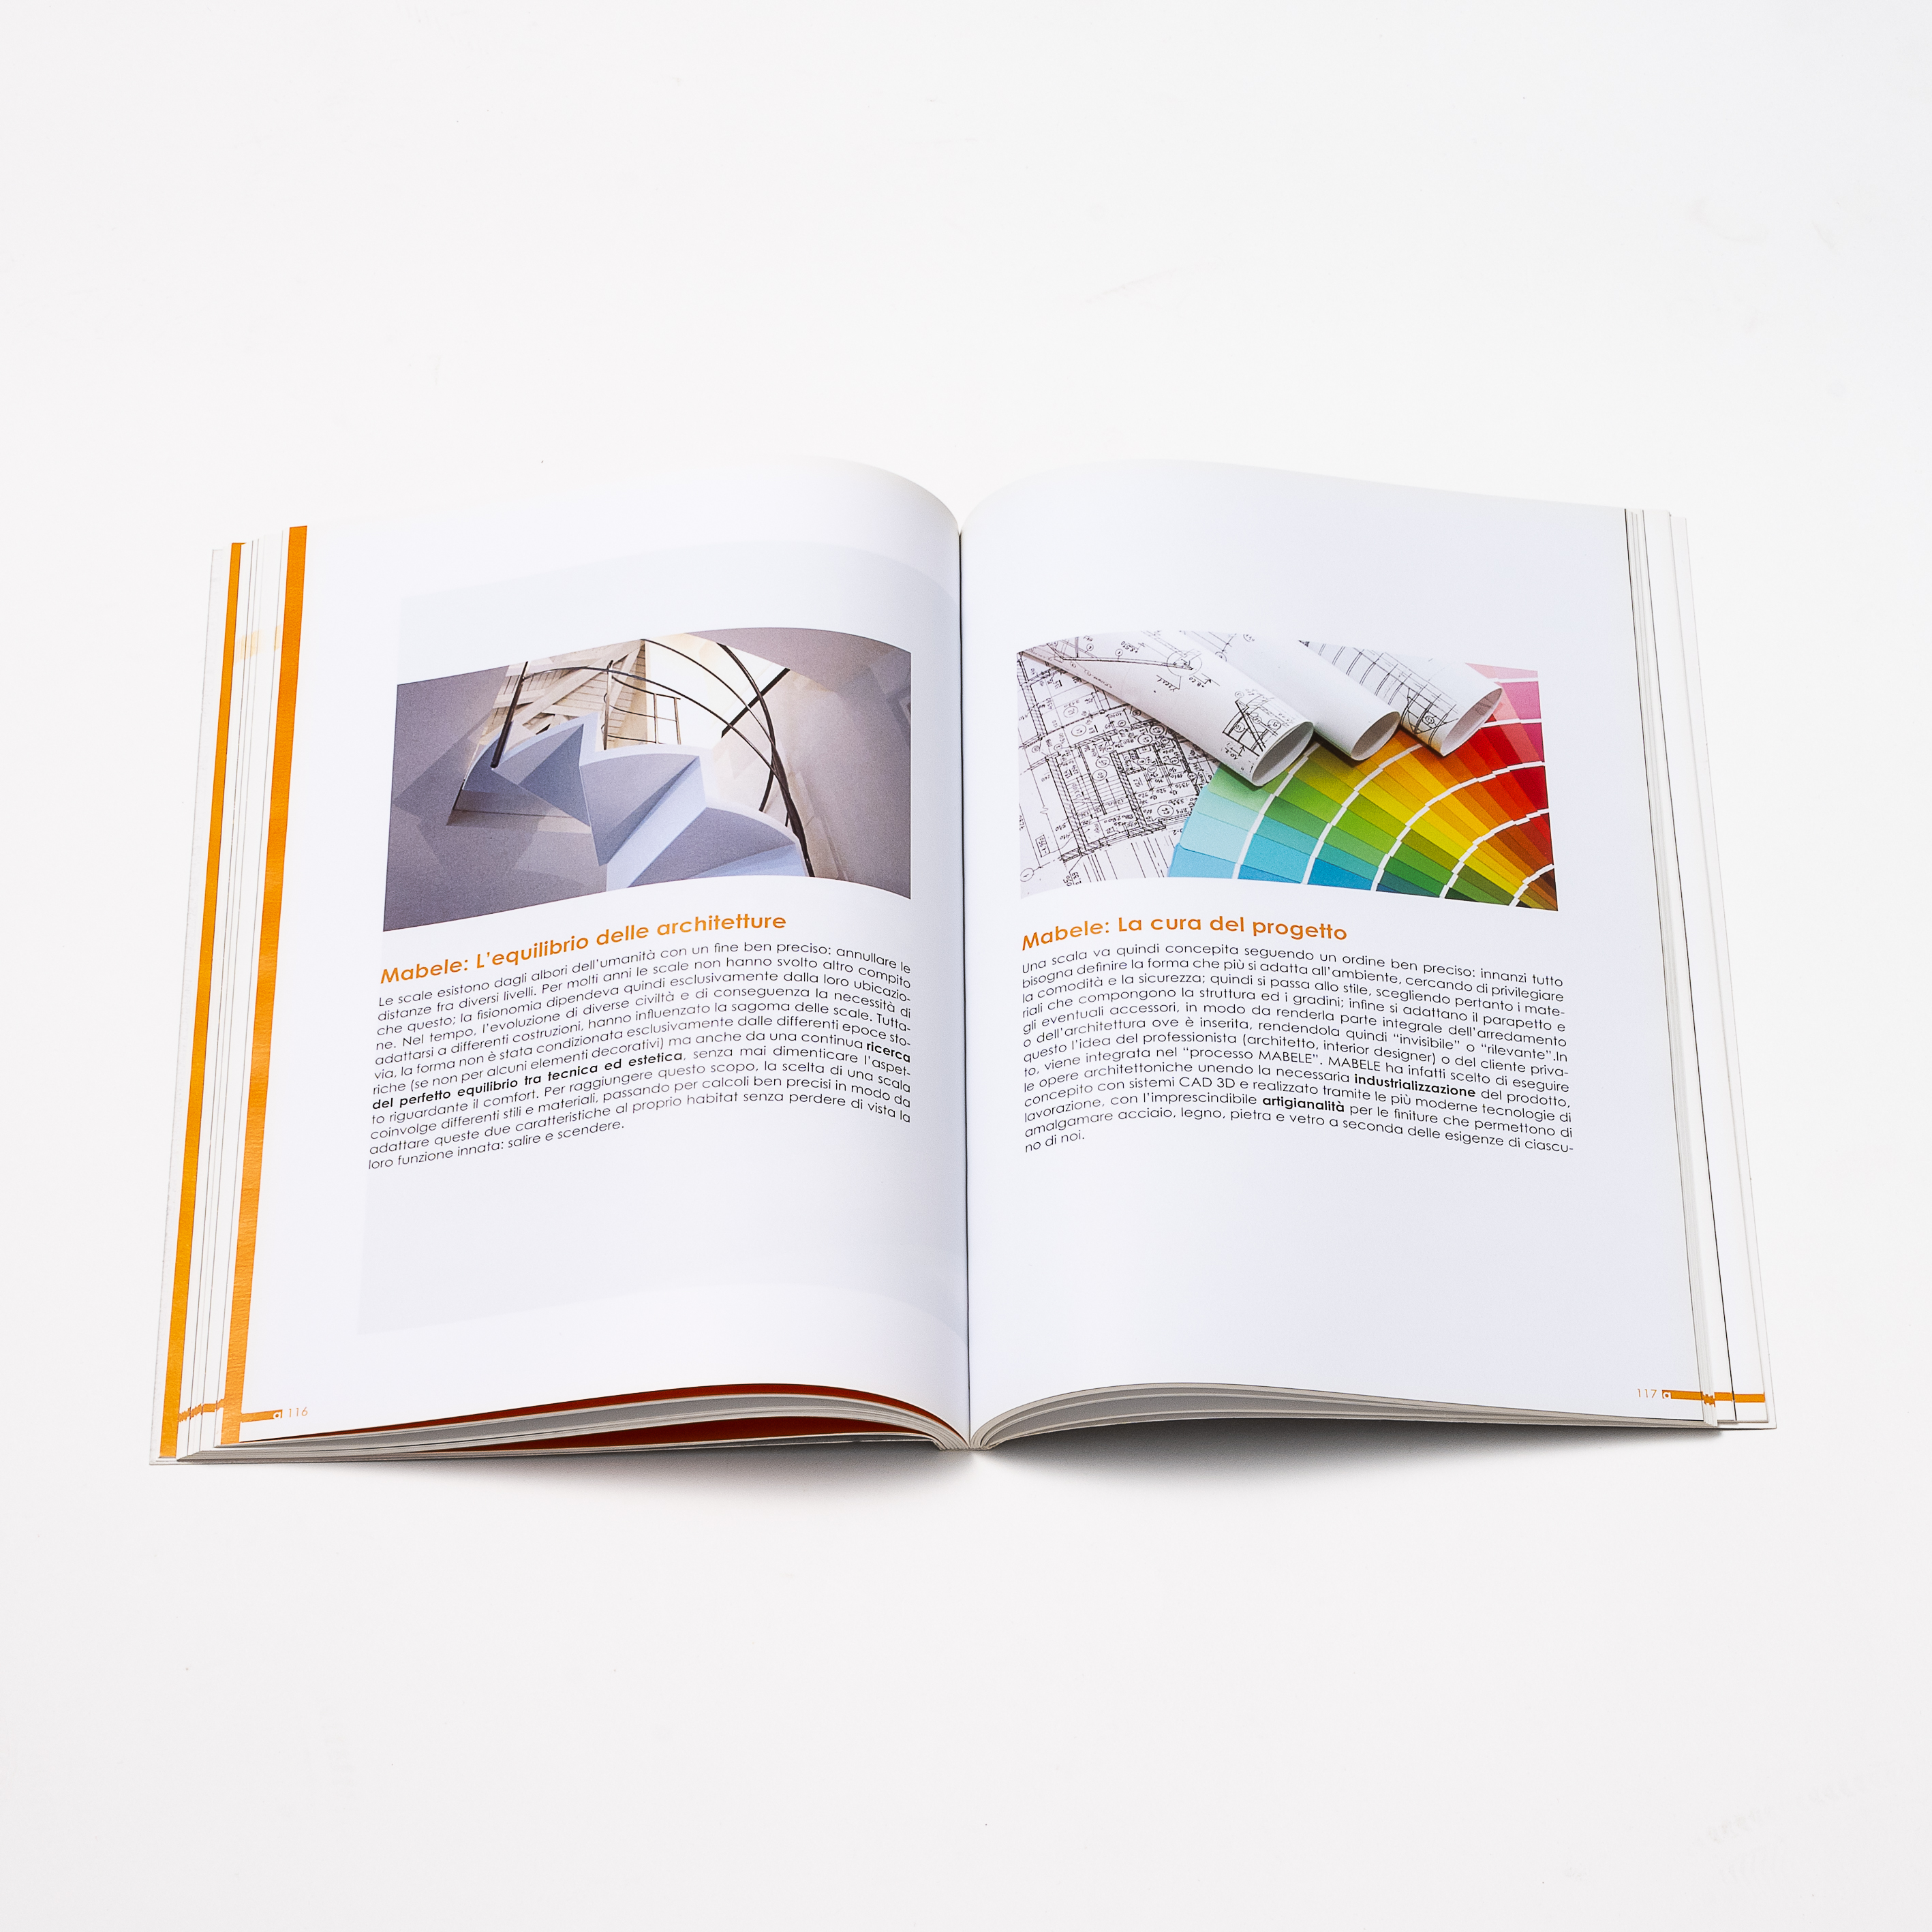 Mabele: L'equilibrio delle architetture
Le scale esistono dagli albori dell'umanità con un fine ben preciso: annullare le
distanze fra diversi livelli. Per molti anni le scale non hanno svolto altro compito
che questo; la fisionomia dipendeva quindi esclusivamente dalla loro ubicazio-
ne. Nel tempo, l'evoluzione di diverse civiltà e di conseguenza la necessità di
adattarsi a differenti costruzioni, hanno influenzato la sagoma delle scale. Tutta-
via, la forma non è stata condizionata esclusivamente dalle differenti epoche sto-
riche (se non per alcuni elementi decorativi) ma anche da una continua ricerca
del perfetto equilibrio tra tecnica ed estetica, senza mai dimenticare l'aspet-
to riguardante il comfort. Per raggiungere questo scopo, la scelta di una scala
coinvolge differenti stili e materiali, passando per calcoli ben precisi in modo da
adattare queste due caratteristiche al proprio habitat senza perdere di vista la
loro funzione innata: salire e scendere.
116
Mabele: La cura del progetto
Una scala va quindi concepita seguendo un ordine ben preciso: innanzi tutto
bisogna definire la forma che più si adatta all'ambiente, cercando di privilegiare
la comodità e la sicurezza; quindi si passa allo stile, scegliendo pertanto i mate-
riali che compongono la struttura ed i gradini; infine si adattano il parapetto e
gli eventuali accessori, in modo da renderla parte integrale dell'arredamento
o dell'architettura ove è inserita, rendendola quindi "invisibile" o "rilevante".In
questo l'idea del professionista (architetto, interior designer) o del cliente priva-
to, viene integrata nel "processo MABELE". MABELE ha infatti scelto di eseguire
le opere architettoniche unendo la necessaria industrializzazione del prodotto,
concepito con sistemi CAD 3D e realizzato tramite le più moderne tecnologie di
lavorazione, con l'imprescindibile artigianalità per le finiture che permettono di
amalgamare acciaio, legno, pietra e vetro a seconda delle esigenze di ciascu-
no di noi.
117